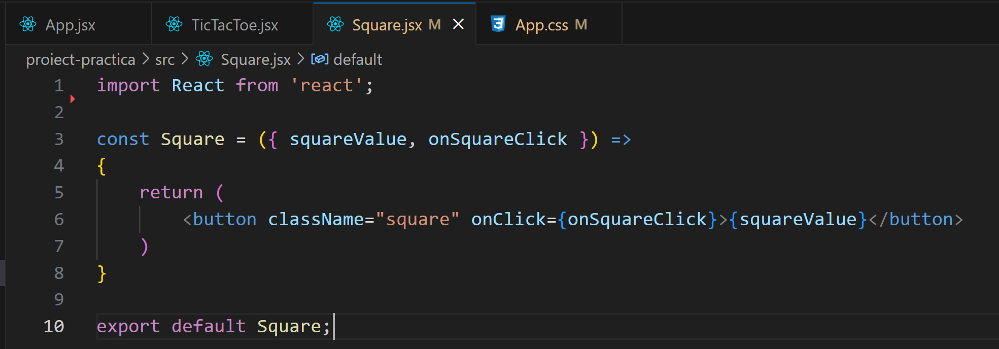 App.jsx TicTacToe.jsx Square.jsx M App.css M
proiect-practica > src > Square.jsx > default
1 import React from 'react';
2
3 const Square = ({ squareValue, onSquareClick }) =>
4 {
5     return (
6         <button className="square" onClick={onSquareClick}>{squareValue}</button>
7     )
8 }
9
10 export default Square;